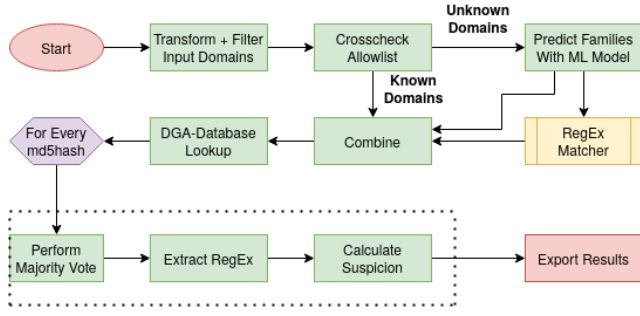 Start
Transform + Filter
Input Domains
Crosscheck
Allowlist
Unknown
Domains
Predict Families
With ML Model
Known
Domains
For Every
md5hash
DGA-Database
Lookup
Combine
RegEx
Matcher
Perform
Majority Vote
Extract RegEx
Calculate
Suspicion
Export Results